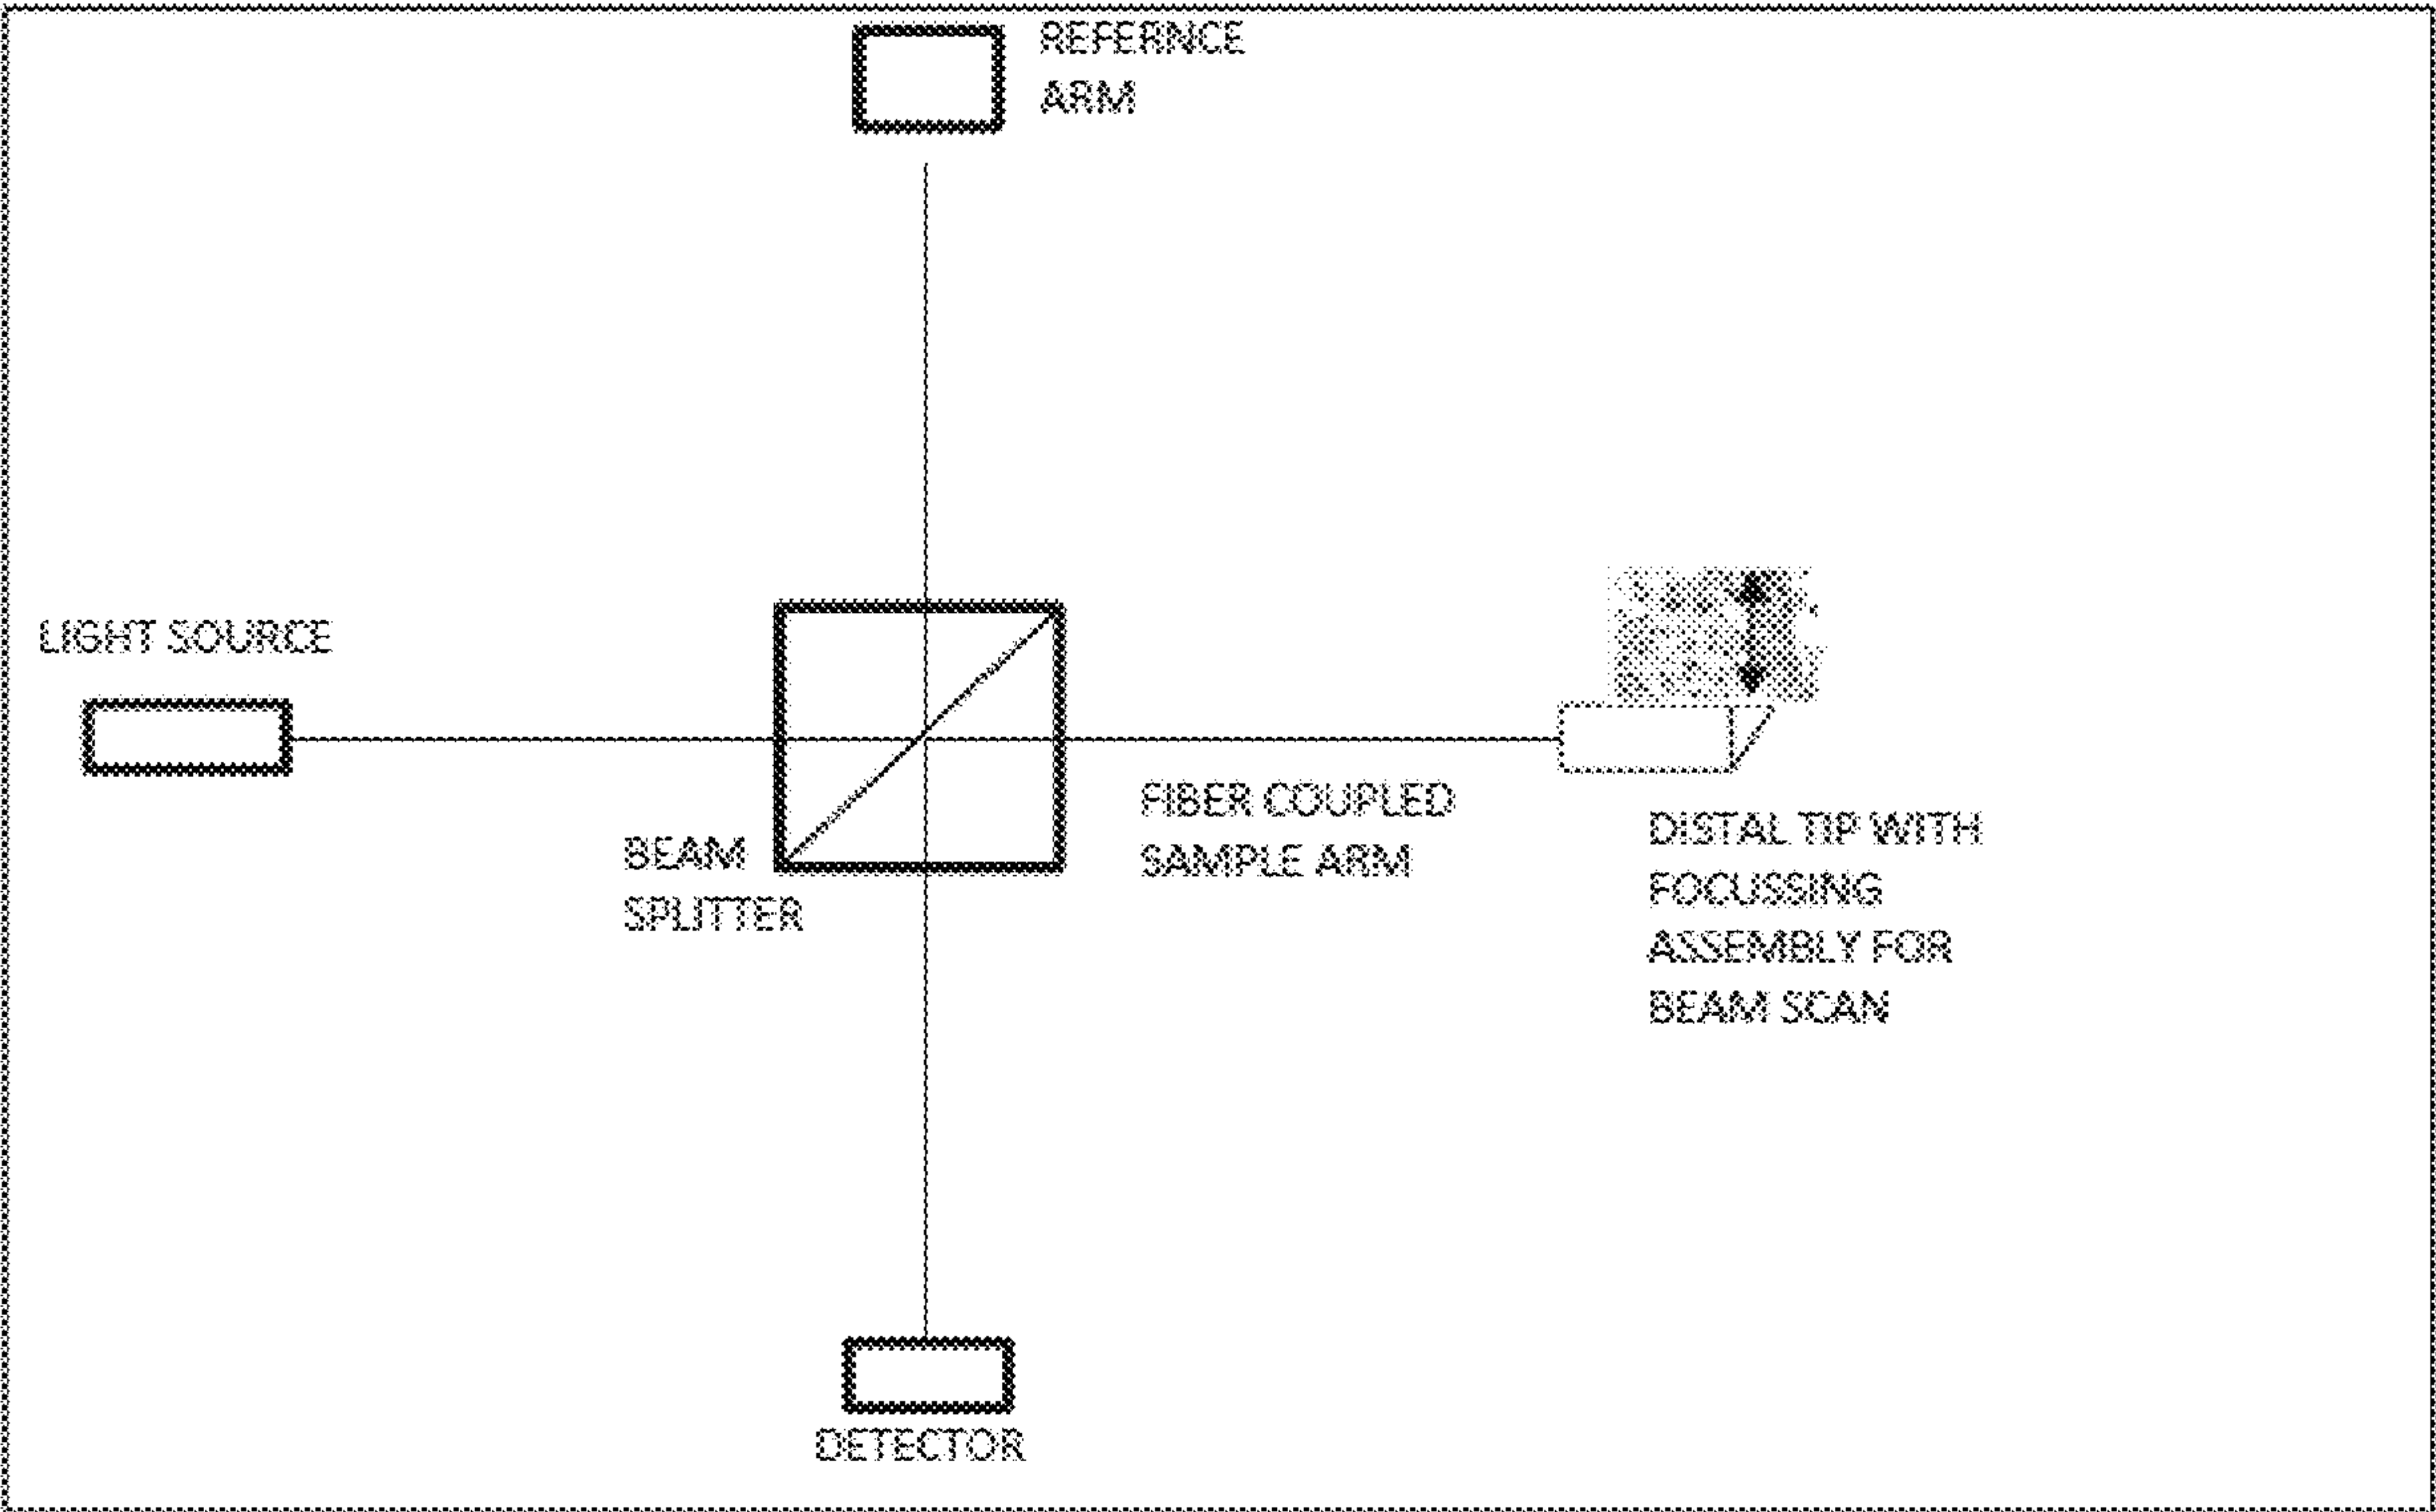 REFERNCE
ARM
LIGHT SOURCE
BEAM
SPLITTER
FIBER COUPLED
SAMPLE ARM
DISTAL TIP WITH
FOCUSSING
ASSEMBLY FOR
BEAM SCAN
DETECTOR